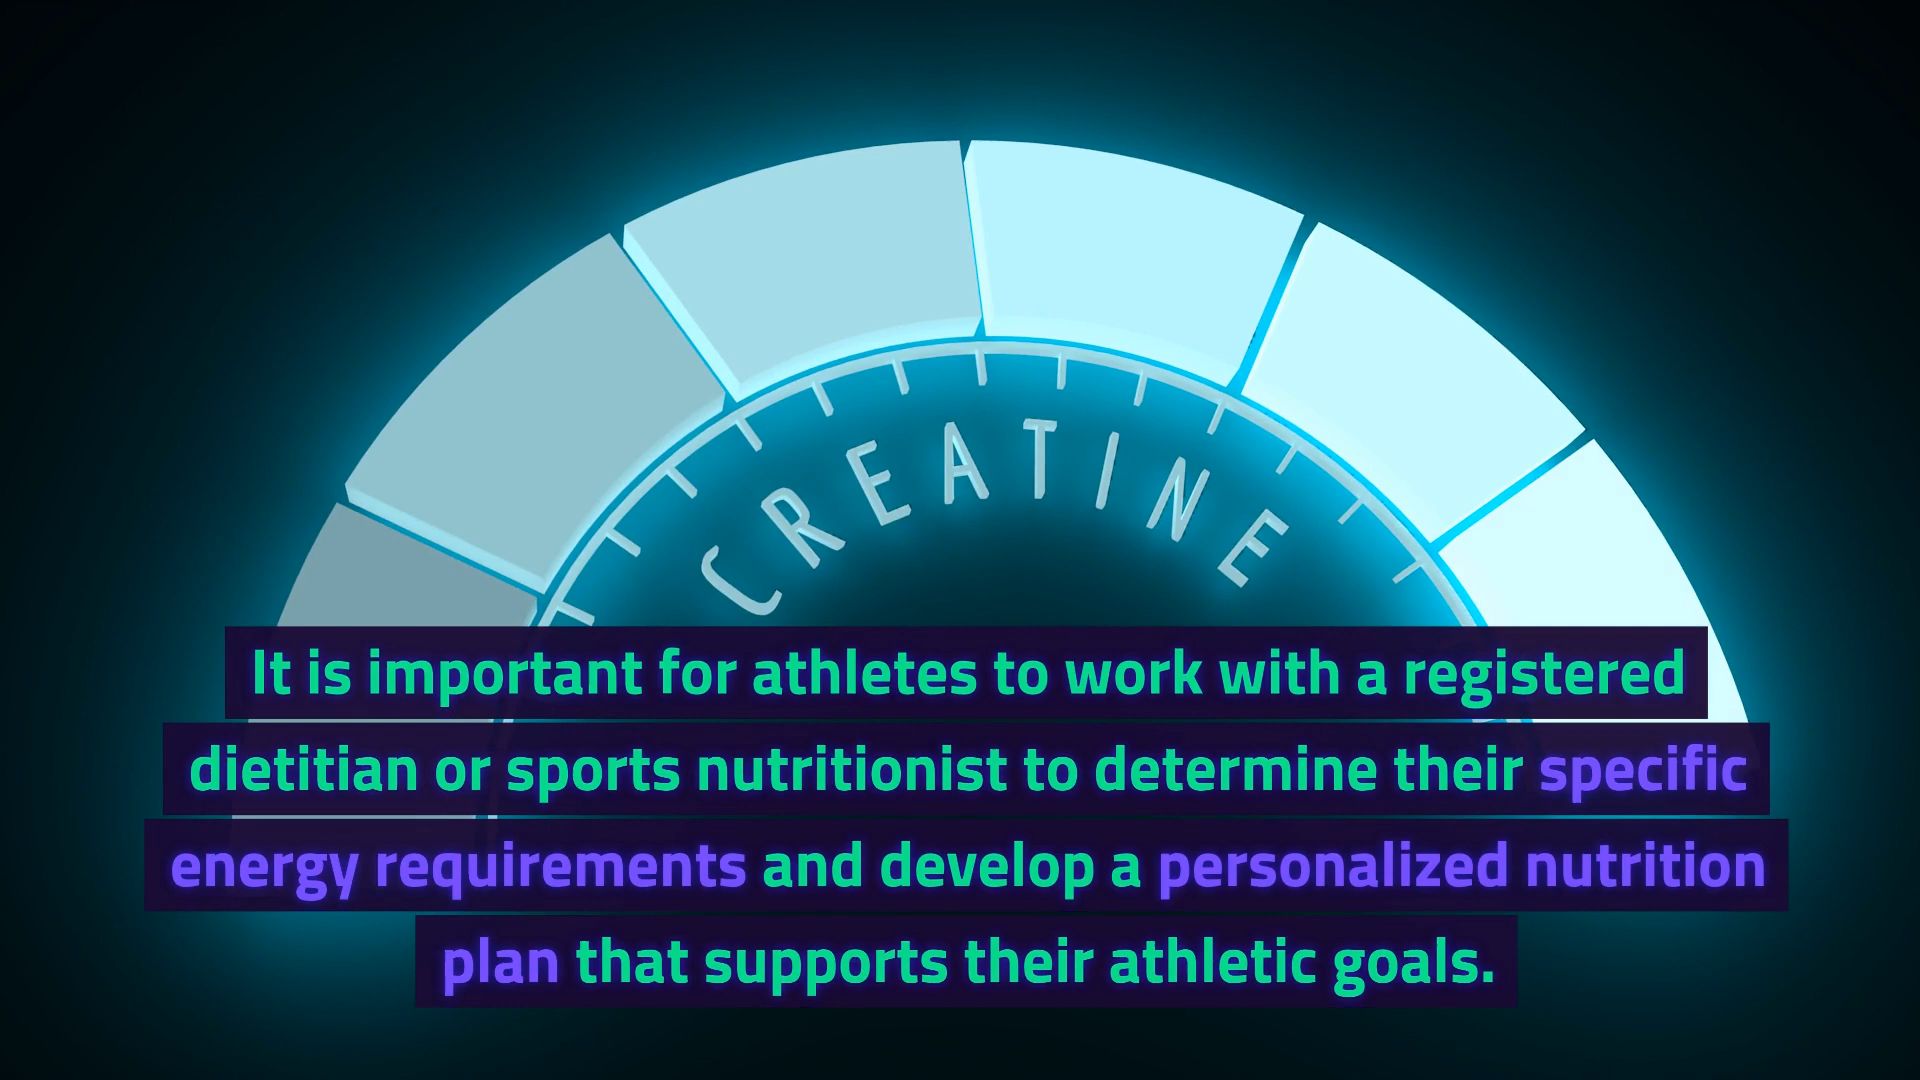 CREATINE
It is important for athletes to work with a registered
dietitian or sports nutritionist to determine their specific
energy requirements and develop a personalized nutrition
plan that supports their athletic goals.